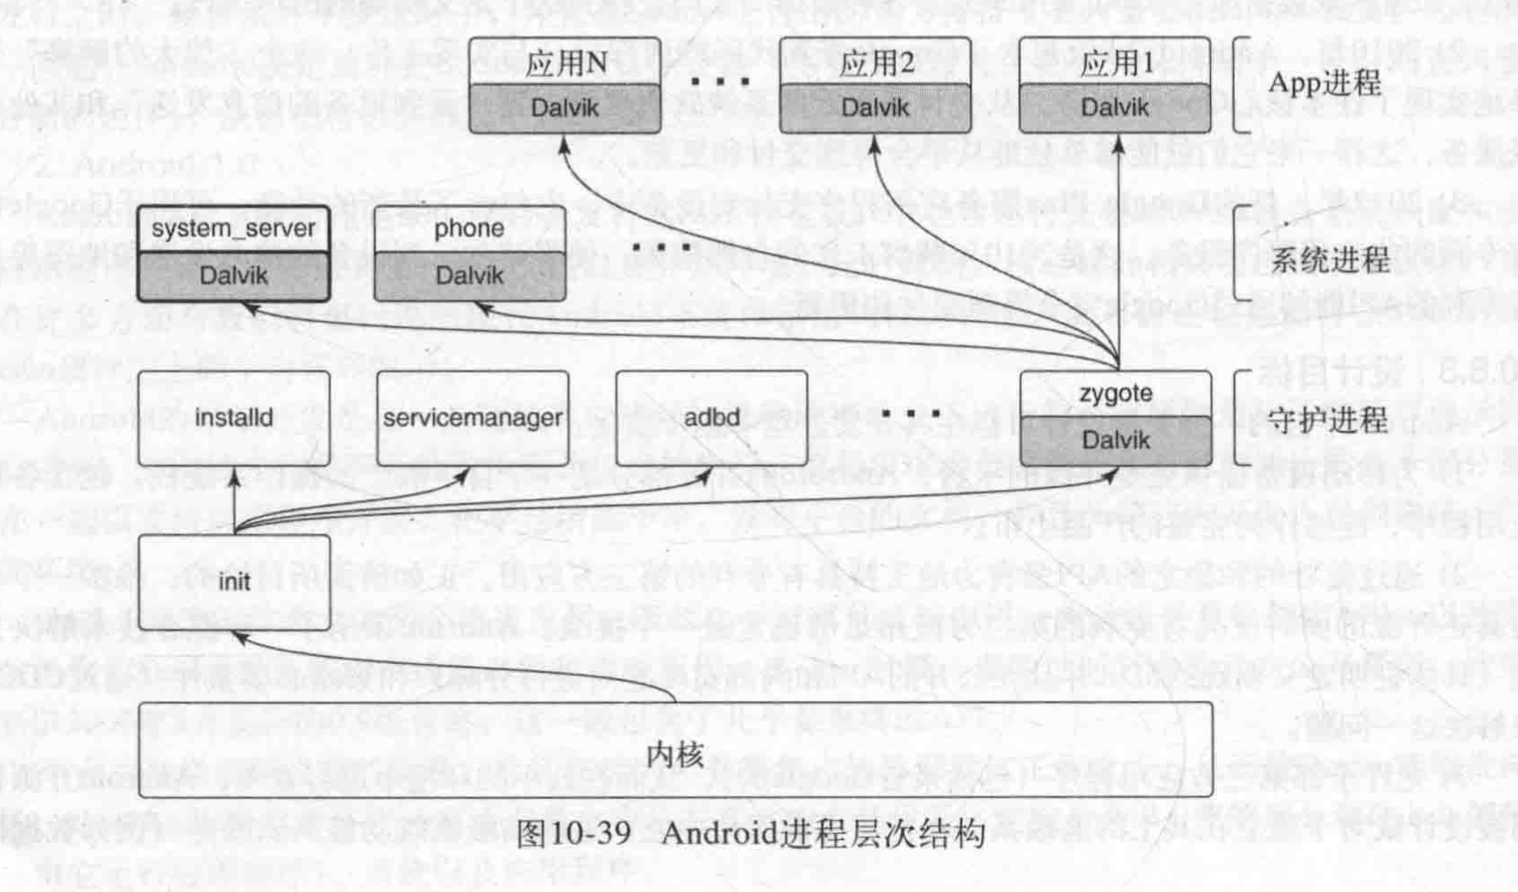 应用N
应用2
应用1
App进程
Dalvik
Dalvik
Dalvik
system_server
phone
系统进程
Dalvik
Dalvik
installd
servicemanager
adbd
zygote
守护进程
Dalvik
init
内核
图10-39 Android进程层次结构